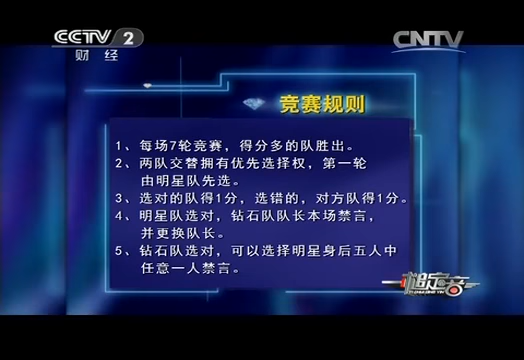 CCTV 2
财 经
CNTV
竞赛规则
1、每场7轮竞赛，得分多的队胜出。
2、两队交替拥有优先选择权，第一轮
由明星队先选。
3、选对的队得1分，选错的，对方队得1分。
4、明星队选对，钻石队队长本场禁言，
并更换队长。
5、钻石队选对，可以选择明星身后五人中
任意一人禁言。
一槌定音